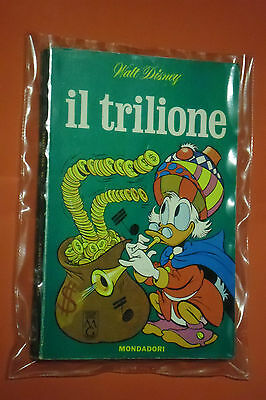 Walt Disney
il trilione
$
MONDADORI